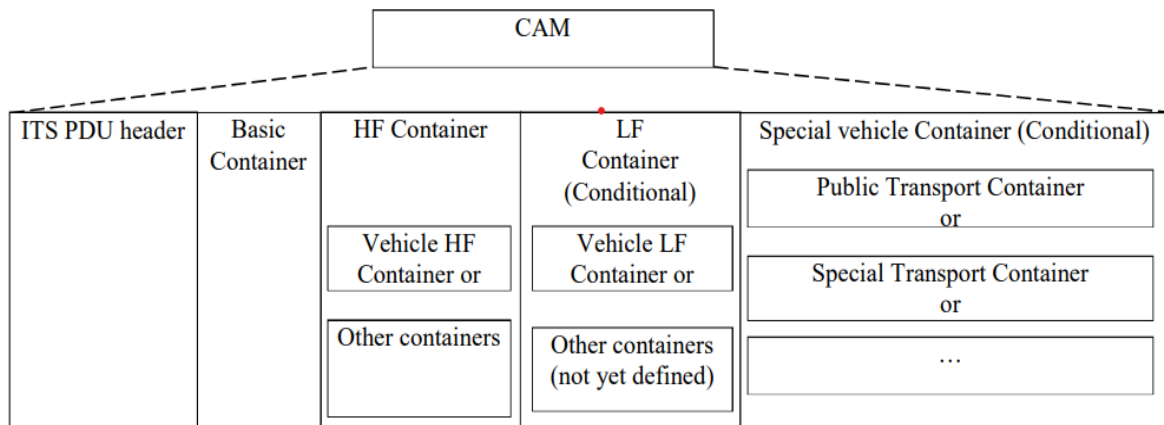 CAM
ITS PDU header
Basic
Container
HF Container
Vehicle HF
Container or
Other containers
LF
Container
(Conditional)
Vehicle LF
Container or
Other containers
(not yet defined)
Special vehicle Container (Conditional)
Public Transport Container
or
Special Transport Container
or
…